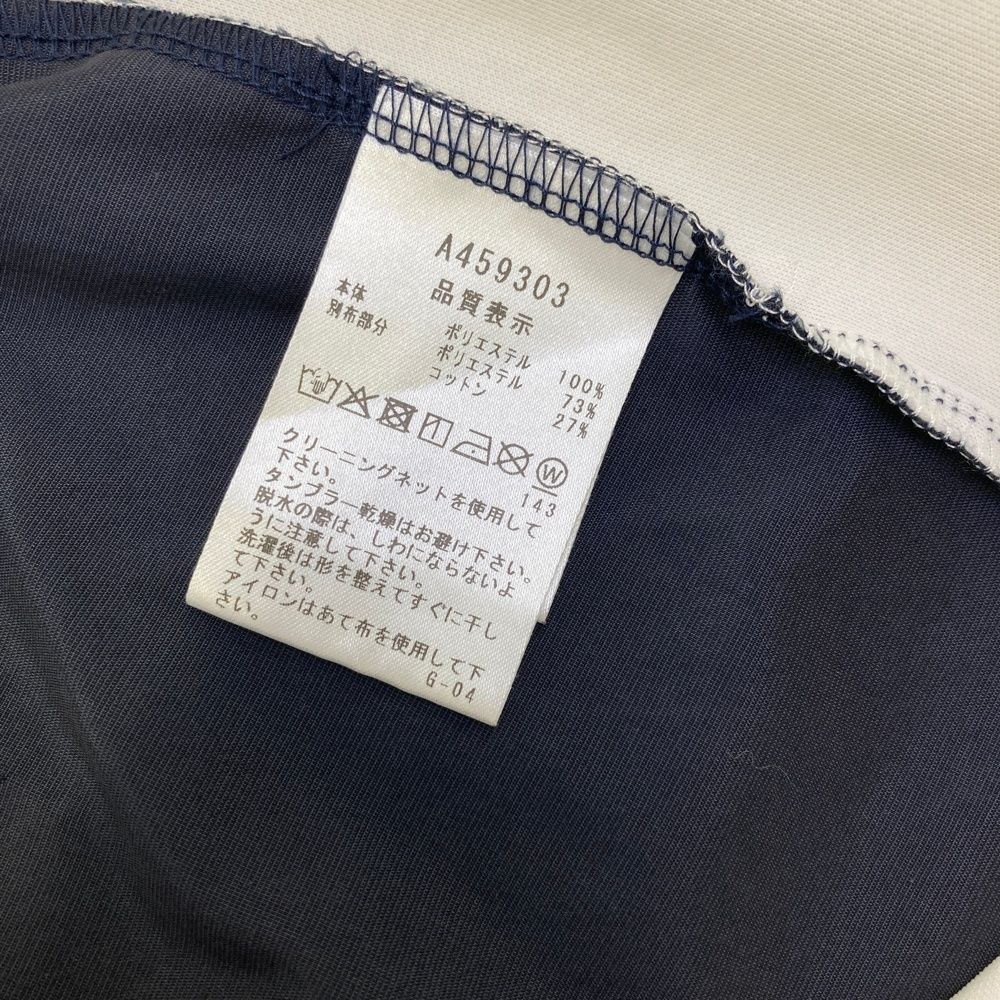 A459303
品質表示
本体 ポリエステル 100%
別布部分 ポリエステル 73%
コットン 27%
W
143
クリーニングネットを使用して
下さい。
タンブラー乾燥はお避け下さい。
脱水の際は、しわにならないよ
うに注意して下さい。
洗濯後は形を整えてすぐに干し
て下さい。
アイロンはあて布を使用して下
さい。
G-04